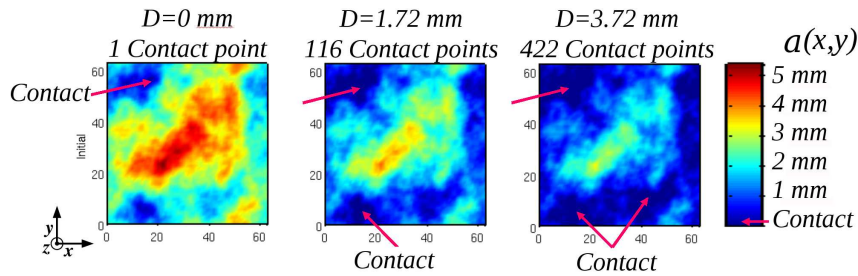 D=0 mm
1 Contact point
D=1.72 mm
116 Contact points
D=3.72 mm
422 Contact points
a(x,y)
Contact
Initial
60
40
20
0
0
20
40
60
60
40
20
0
0
20
40
60
60
40
20
0
0
20
40
60
5 mm
4 mm
3 mm
2 mm
1 mm
Contact
y
z
x
Contact
Contact